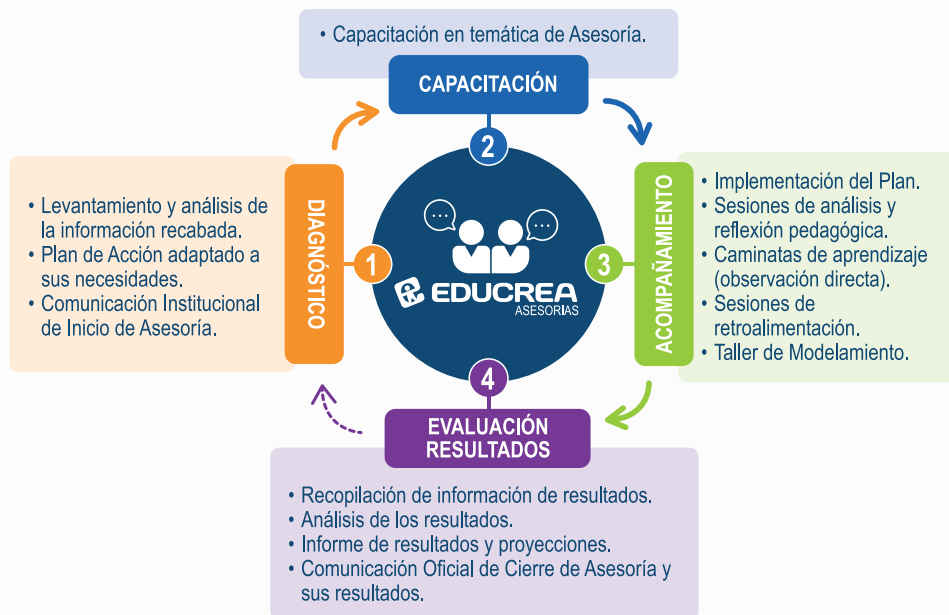 • Capacitación en temática de Asesoría.
CAPACITACIÓN
2
• Levantamiento y análisis de
la información recabada.
• Plan de Acción adaptado a
sus necesidades.
• Comunicación Institucional
de Inicio de Asesoría.
DIAGNÓSTICO
1
EDUCREA
ASESORIAS
3
ACOMPAÑAMIENTO
• Implementación del Plan.
• Sesiones de análisis y
reflexión pedagógica.
• Caminatas de aprendizaje
(observación directa).
• Sesiones de
retroalimentación.
• Taller de Modelamiento.
4
EVALUACIÓN
RESULTADOS
• Recopilación de información de resultados.
• Análisis de los resultados.
• Informe de resultados y proyecciones.
• Comunicación Oficial de Cierre de Asesoría y
sus resultados.